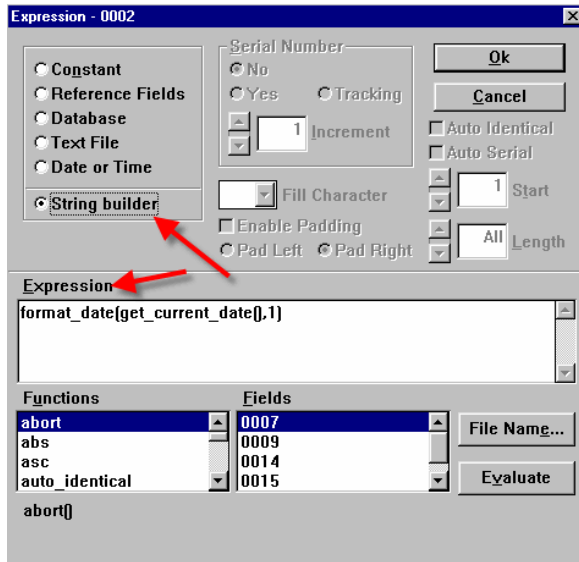 Expression - 0002
Constant
Reference Fields
Database
Text File
Date or Time
String builder
Serial Number
No
Yes
Tracking
1
Increment
Fill Character
Enable Padding
Pad Left
Pad Right
Ok
Cancel
Auto Identical
Auto Serial
1
Start
All
Length
Expression
format_date(get_current_date(),1)
Functions
abort
abs
asc
auto_identical
Fields
0007
0009
0014
0015
File Name...
Evaluate
abort()